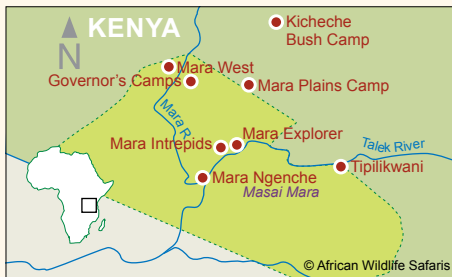 KENYA
N
Kicheche
Bush Camp
Mara West
Governor's Camps
Mara Plains Camp
Mara R.
Mara Intrepids
Mara Explorer
Talek River
Tipilikwani
Mara Ngenche
Masai Mara
© African Wildlife Safaris